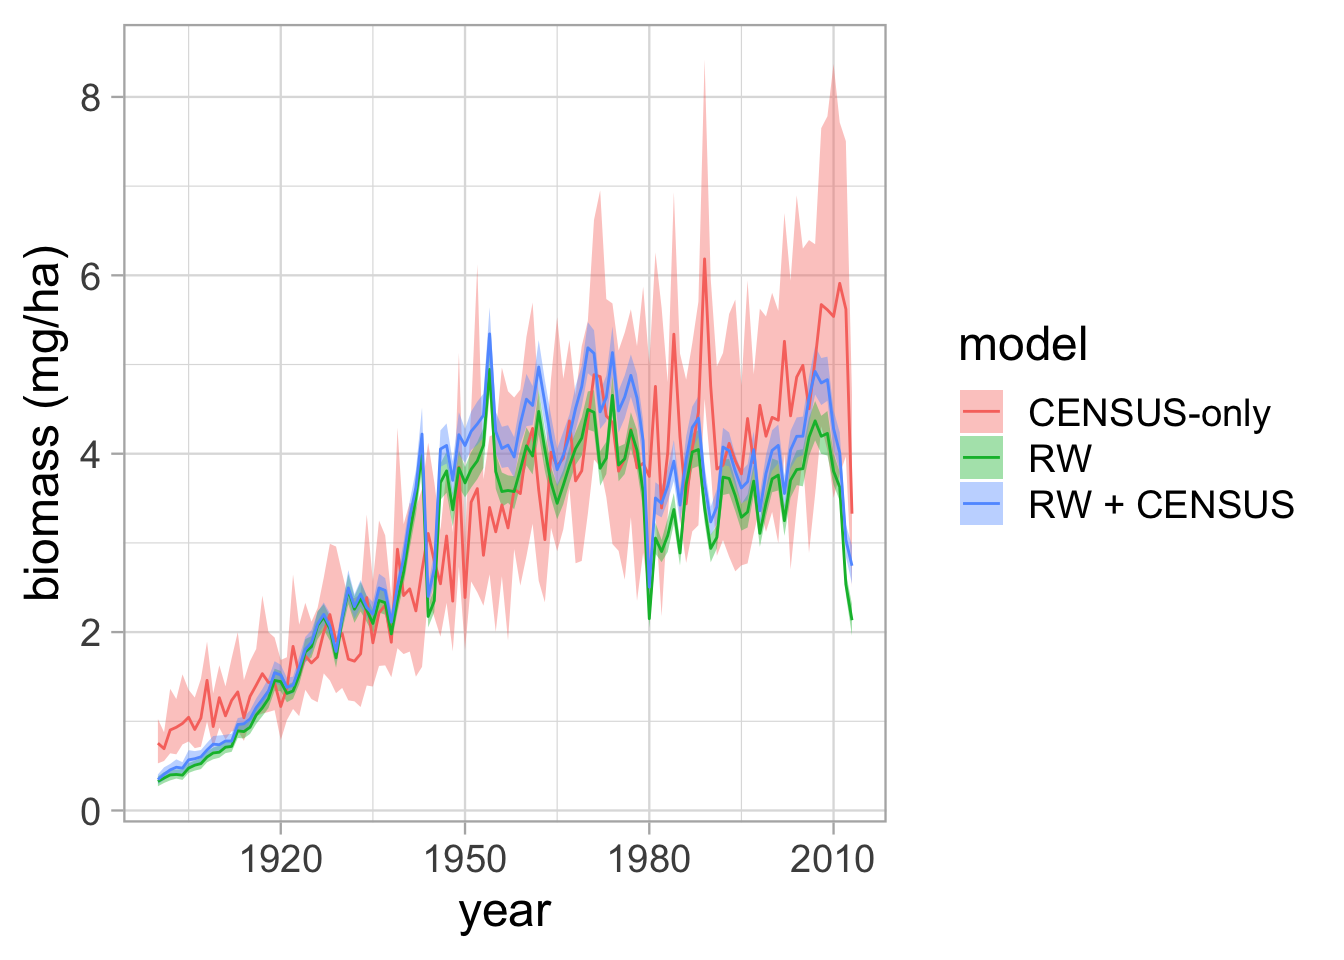 8
6
4
2
0
biomass (mg/ha)
1920
1950
1980
2010
year
model
CENSUS-only
RW
RW + CENSUS